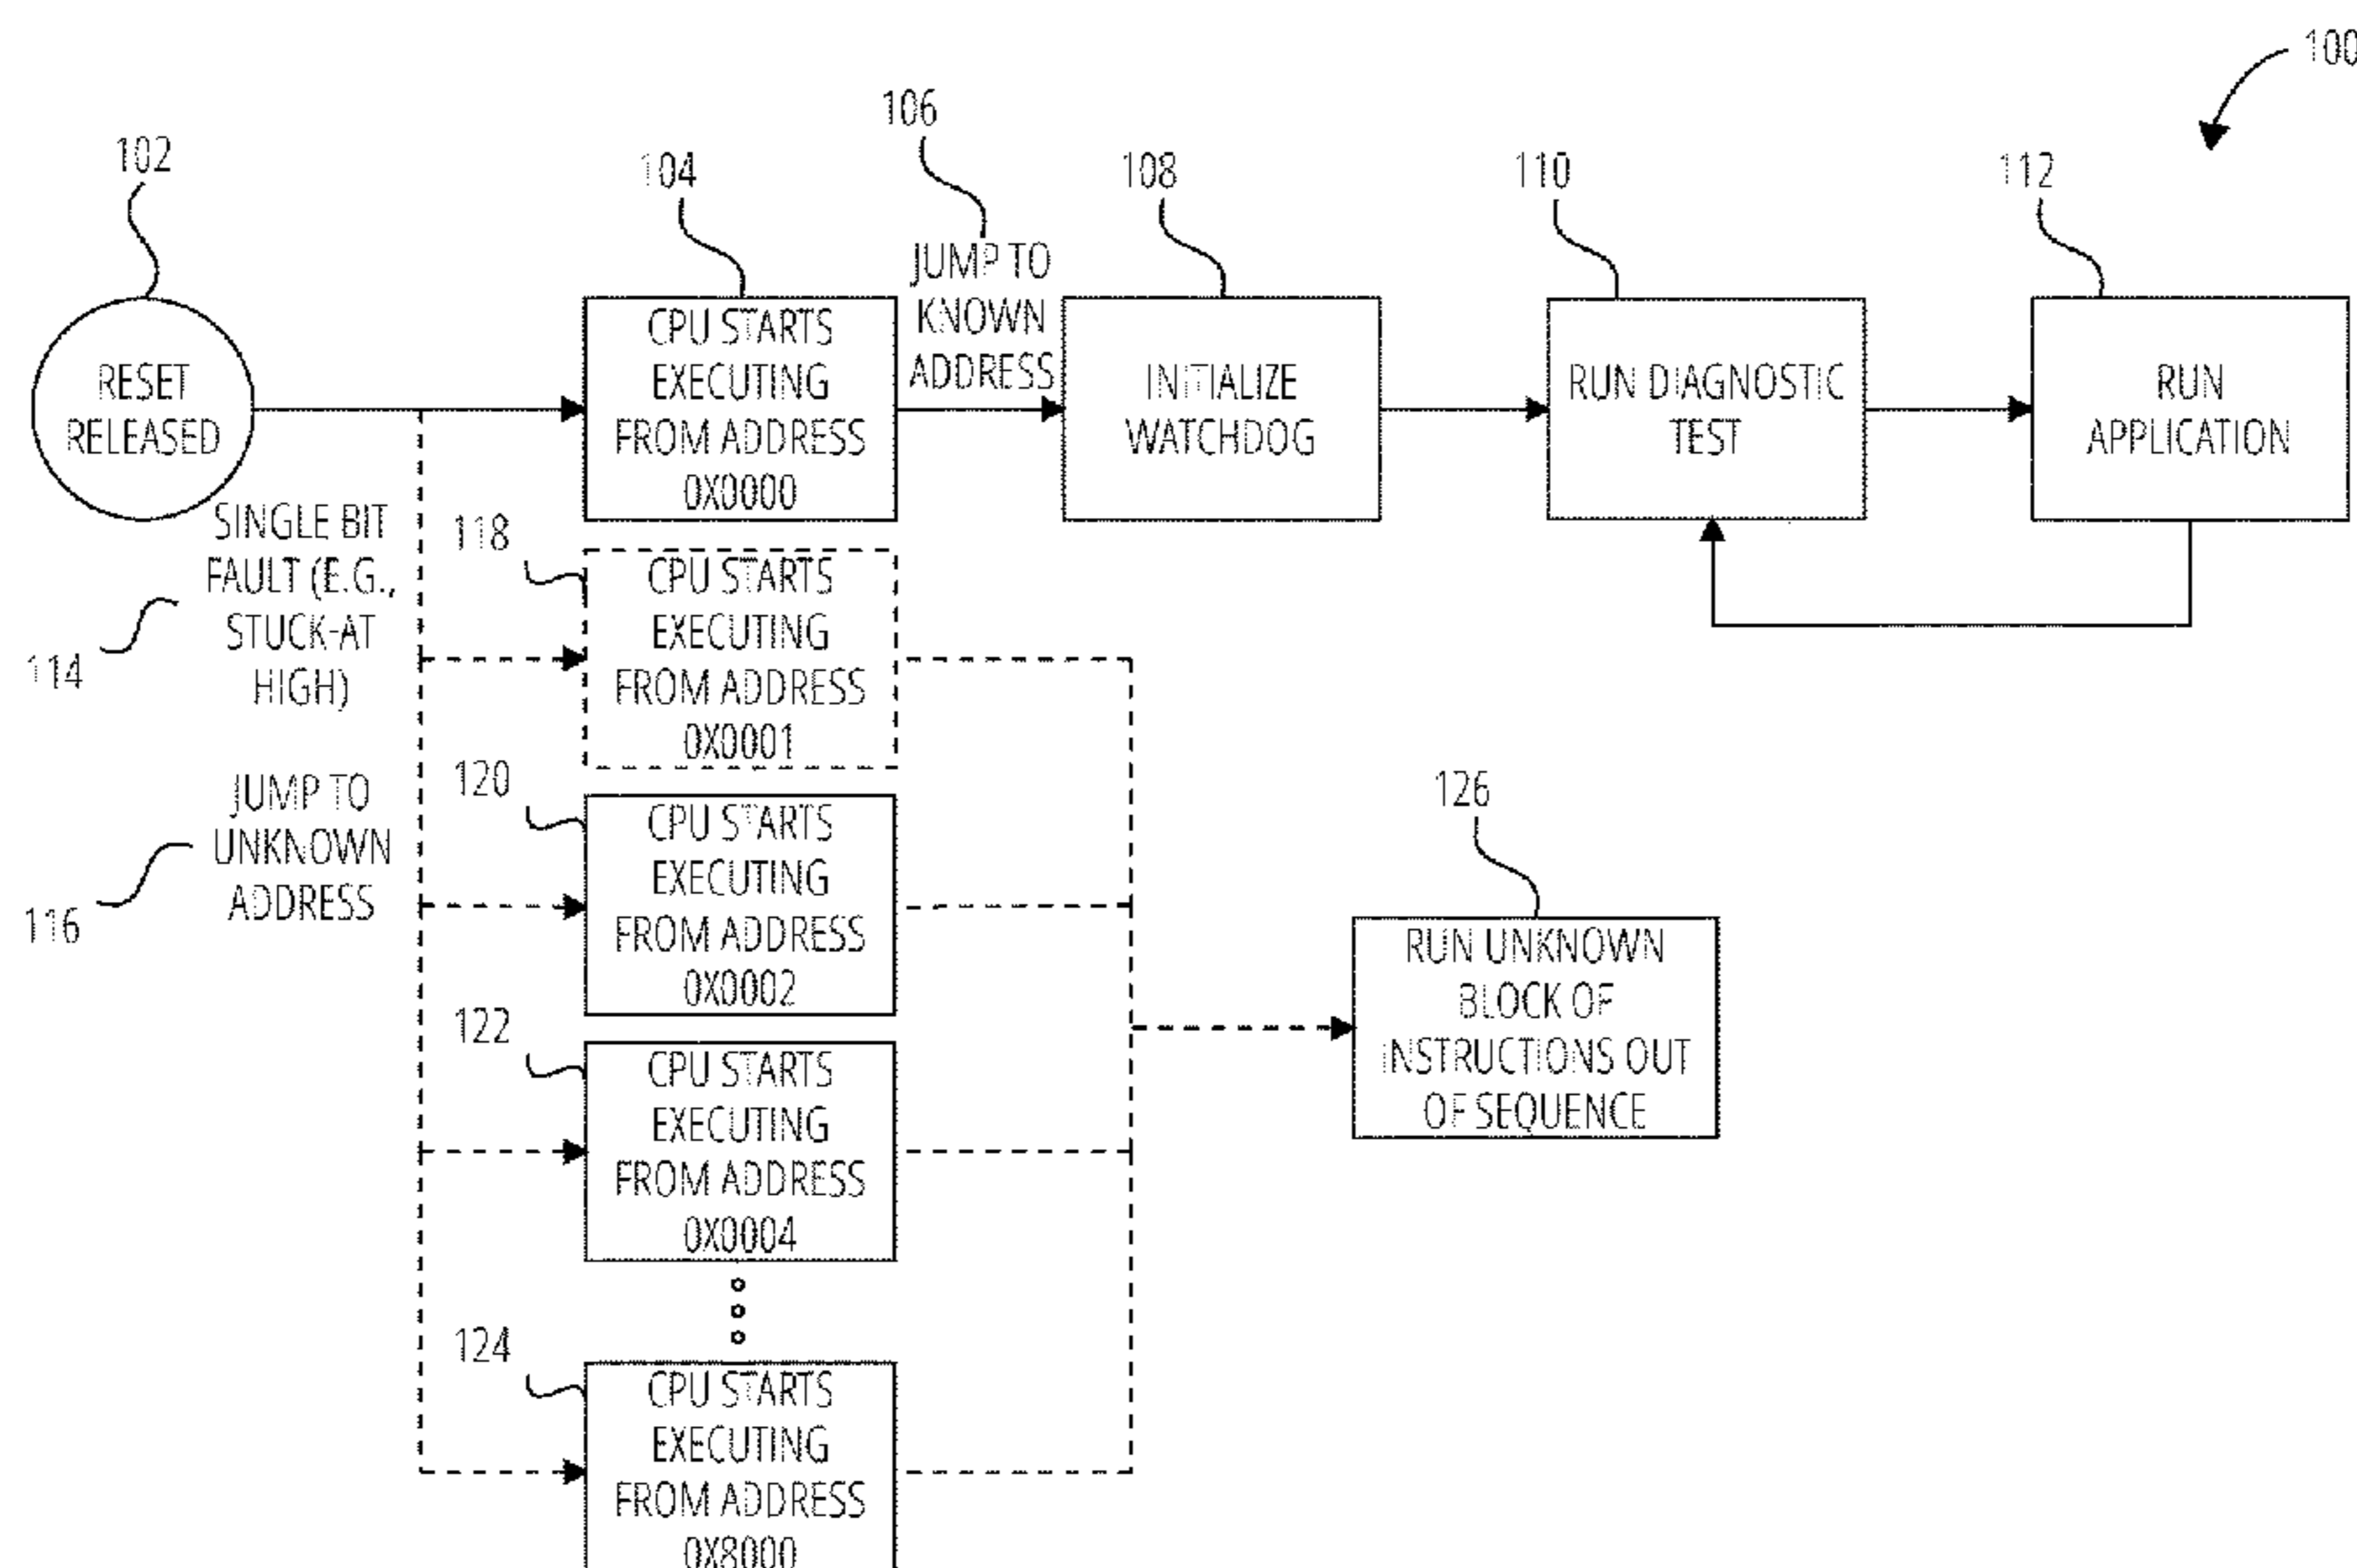 100
106
102
104
108
110
112
JUMP TO
KNOWN
ADDRESS
RESET
RELEASED
CPU STARTS
EXECUTING
FROM ADDRESS
0X0000
INITIALIZE
WATCHDOG
RUN DIAGNOSTIC
TEST
RUN
APPLICATION
SINGLE BIT
FAULT (E.G.,
STUCK-AT
HIGH)
114
118
CPU STARTS
EXECUTING
FROM ADDRESS
0X0001
JUMP TO
UNKNOWN
ADDRESS
116
120
CPU STARTS
EXECUTING
FROM ADDRESS
0X0002
122
CPU STARTS
EXECUTING
FROM ADDRESS
0X0004
124
CPU STARTS
EXECUTING
FROM ADDRESS
0X8000
126
RUN UNKNOWN
BLOCK OF
INSTRUCTIONS OUT
OF SEQUENCE